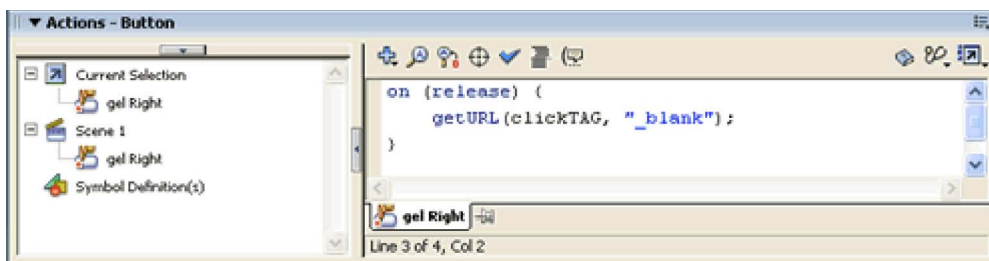 Actions - Button
Current Selection
gel Right
Scene 1
gel Right
Symbol Definition(s)
on (release) {
getURL(clickTAG, "_blank");
}
gel Right
Line 3 of 4, Col 2